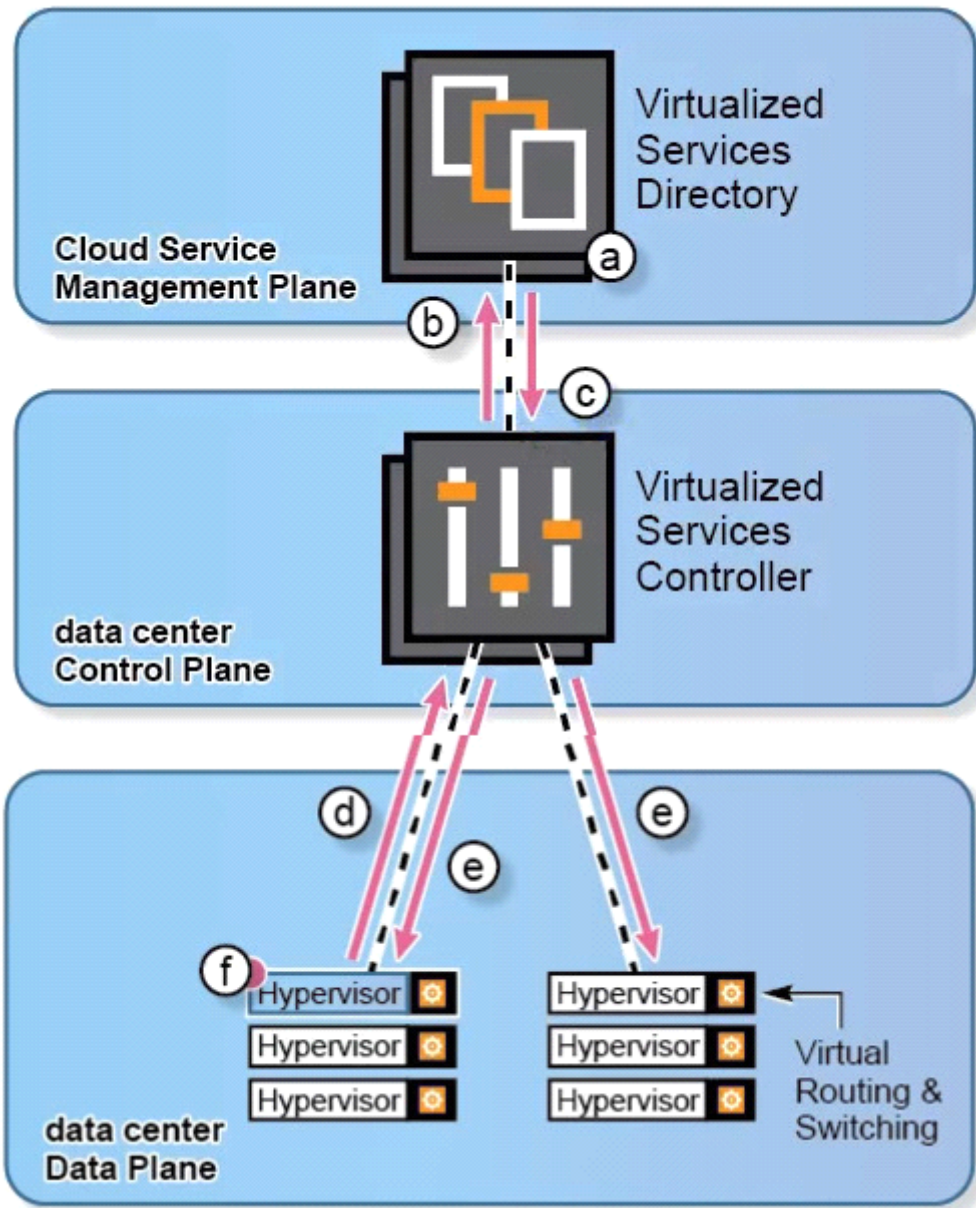 Virtualized
Services
Directory
Cloud Service
Management Plane
a
b
c
Virtualized
Services
Controller
data center
Control Plane
d
e
e
f
Hypervisor
Hypervisor
Hypervisor
Hypervisor
Hypervisor
Hypervisor
Virtual
Routing &
Switching
data center
Data Plane